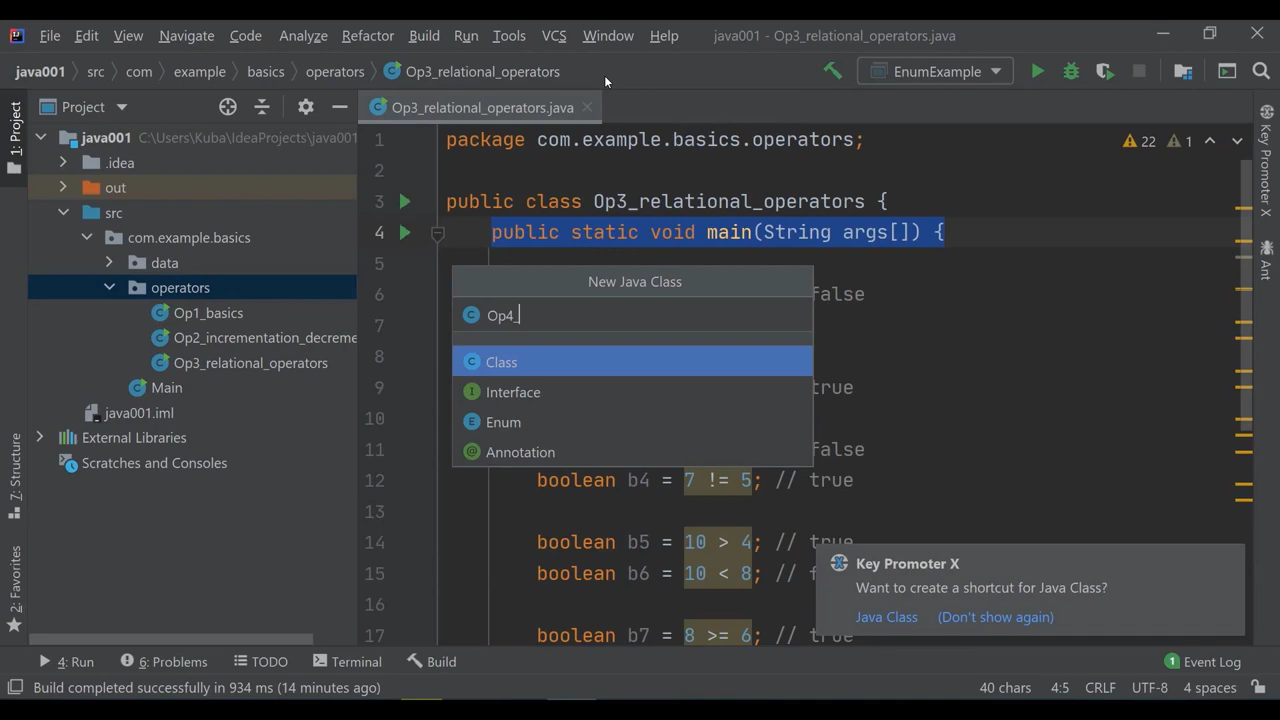 File Edit View Navigate Code Analyze Refactor Build Run Tools VCS Window Help java001 - Op3_relational_operators.java
java001 src com example basics operators Op3_relational_operators EnumExample
Project
Op3_relational_operators.java
1: Project
7: Structure
2: Favorites
java001 C:\Users\Kuba\IdeaProjects\java001
.idea
out
src
com.example.basics
data
operators
Op1_basics
Op2_incrementation_decreme
Op3_relational_operators
Main
java001.iml
External Libraries
Scratches and Consoles
1 package com.example.basics.operators;
2
3 public class Op3_relational_operators {
4 public static void main(String args[]) {
5
6 false
7
8
9 true
10
11 false
12 boolean b4 = 7 != 5; // true
13
14 boolean b5 = 10 > 4; // true
15 boolean b6 = 10 < 8; // f
16
17 boolean b7 = 8 >= 6; // true
22 1
New Java Class
Op4_
Class
Interface
Enum
Annotation
Key Promoter X
Want to create a shortcut for Java Class?
Java Class (Don't show again)
Key Promoter X
Ant
4: Run 6: Problems TODO Terminal Build 1 Event Log
Build completed successfully in 934 ms (14 minutes ago) 40 chars 4:5 CRLF UTF-8 4 spaces